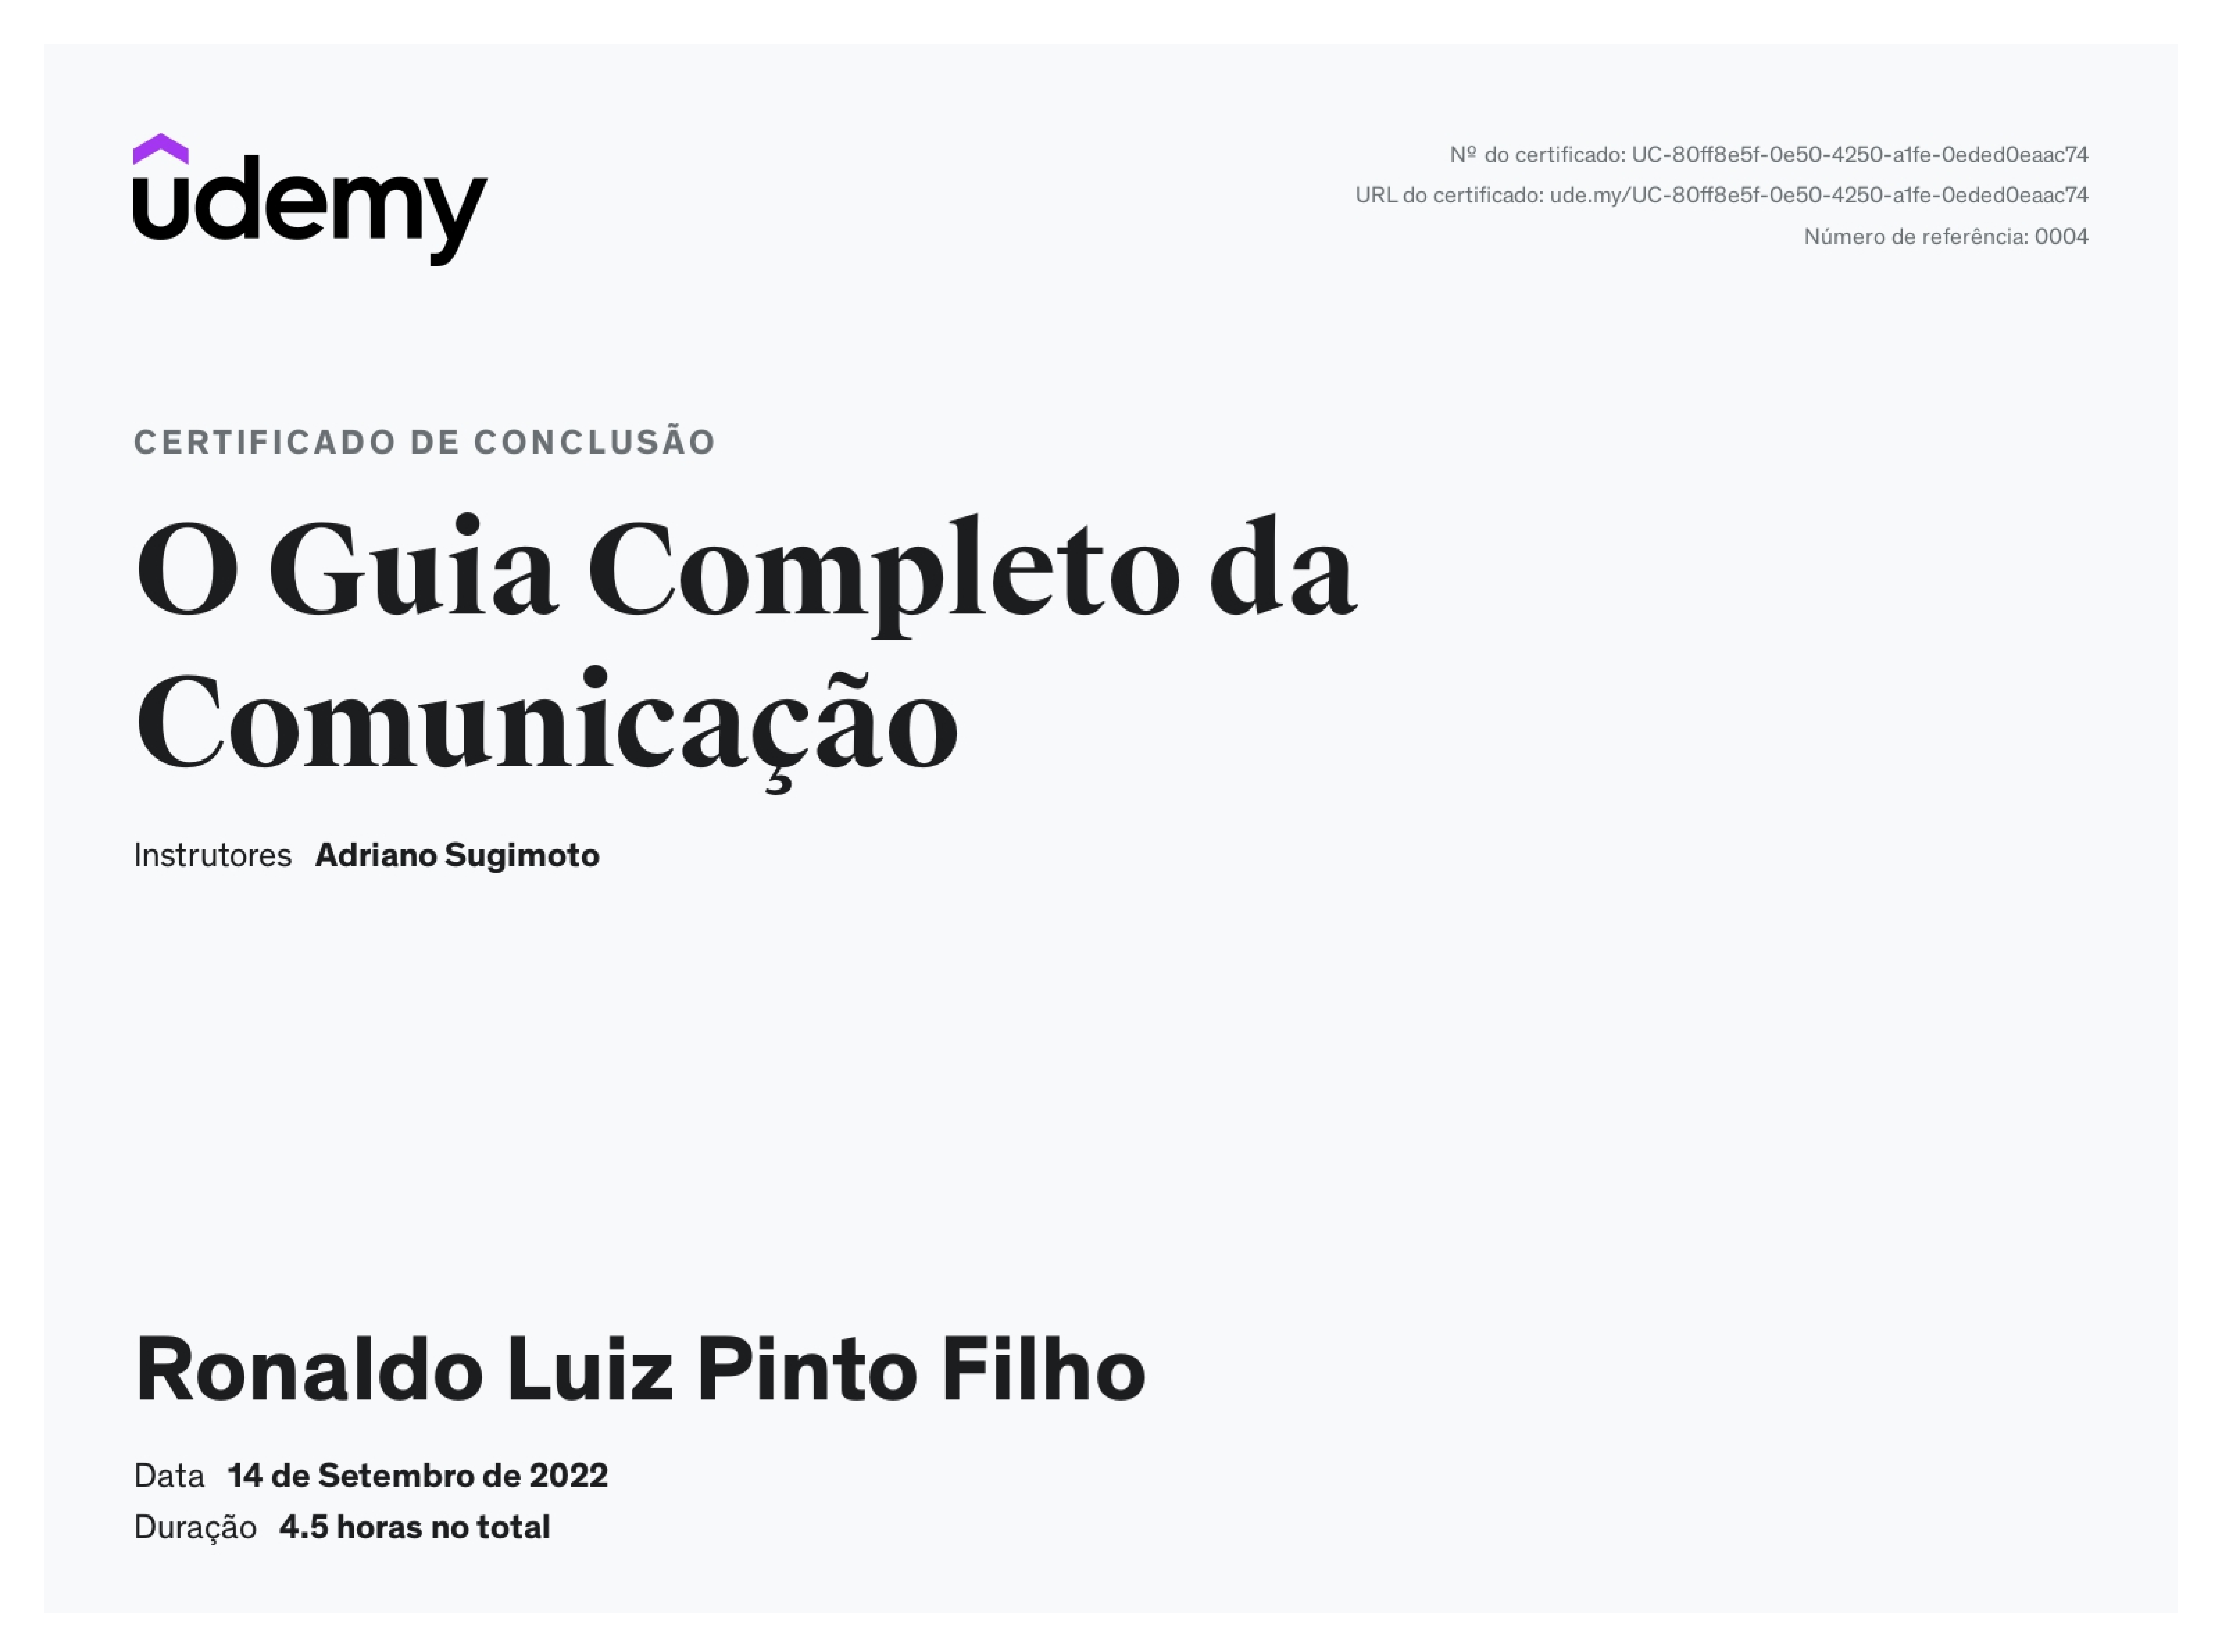 udemy
Nº do certificado: UC-80ff8e5f-0e50-4250-a1fe-0eded0eaac74
URL do certificado: ude.my/UC-80ff8e5f-0e50-4250-a1fe-0eded0eaac74
Número de referência: 0004
CERTIFICADO DE CONCLUSÃO
O Guia Completo da
Comunicação
Instrutores Adriano Sugimoto
Ronaldo Luiz Pinto Filho
Data 14 de Setembro de 2022
Duração 4.5 horas no total